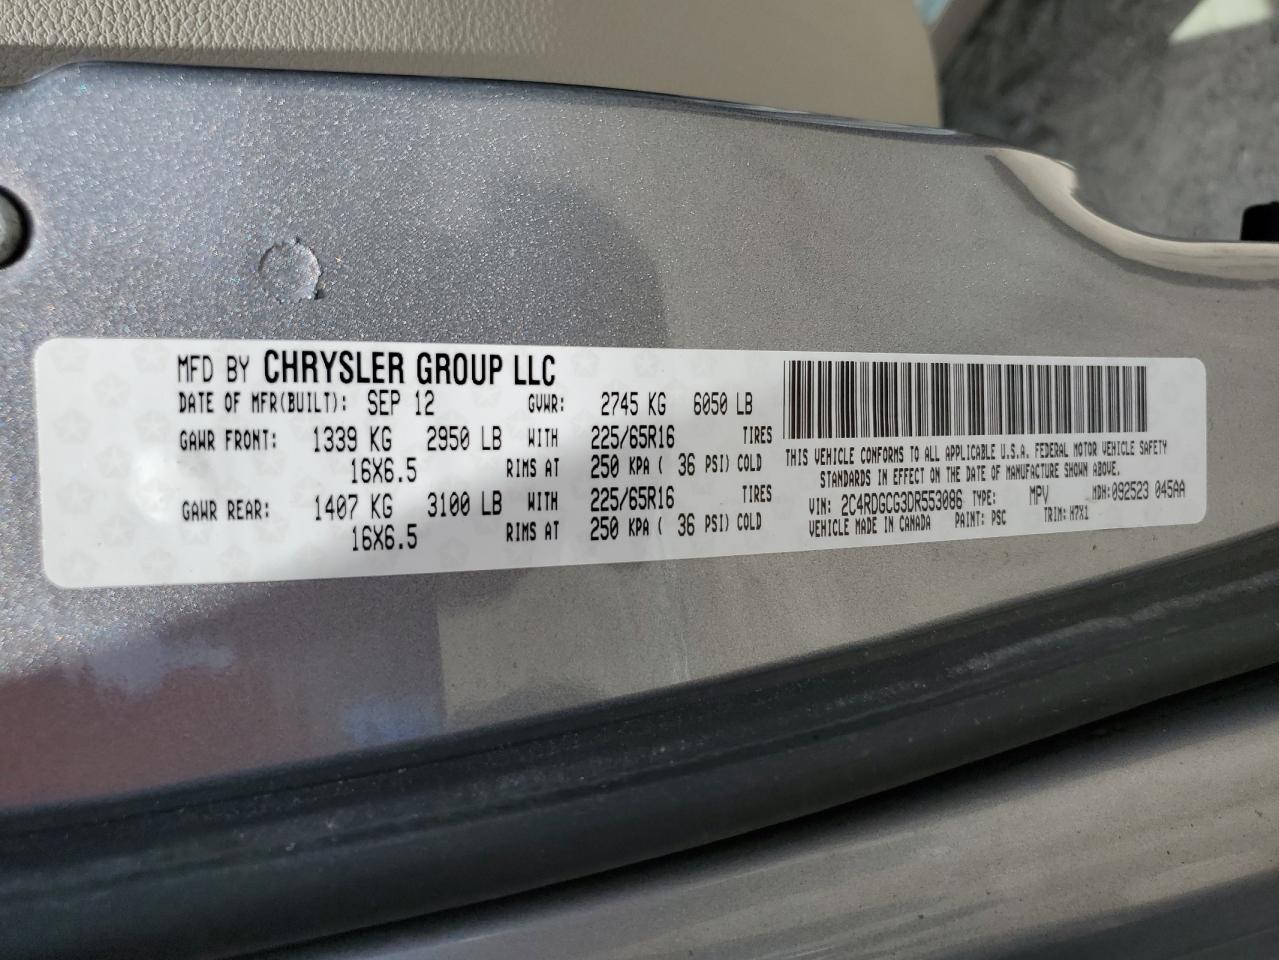 MFD BY CHRYSLER GROUP LLC
DATE OF MFR(BUILT): SEP 12 GVWR: 2745 KG 6050 LB
GAWR FRONT: 1339 KG 2950 LB WITH 225/65R16 TIRES
16X6.5 RIMS AT 250 KPA ( 36 PSI) COLD
GAWR REAR: 1407 KG 3100 LB WITH 225/65R16 TIRES
16X6.5 RIMS AT 250 KPA ( 36 PSI) COLD
THIS VEHICLE CONFORMS TO ALL APPLICABLE U.S.A. FEDERAL MOTOR VEHICLE SAFETY
STANDARDS IN EFFECT ON THE DATE OF MANUFACTURE SHOWN ABOVE.
VIN: 2C4RDGCG3DR553086 TYPE: MPV MDH: 092523 045AA
VEHICLE MADE IN CANADA PAINT: PSC TRIM: H7X1